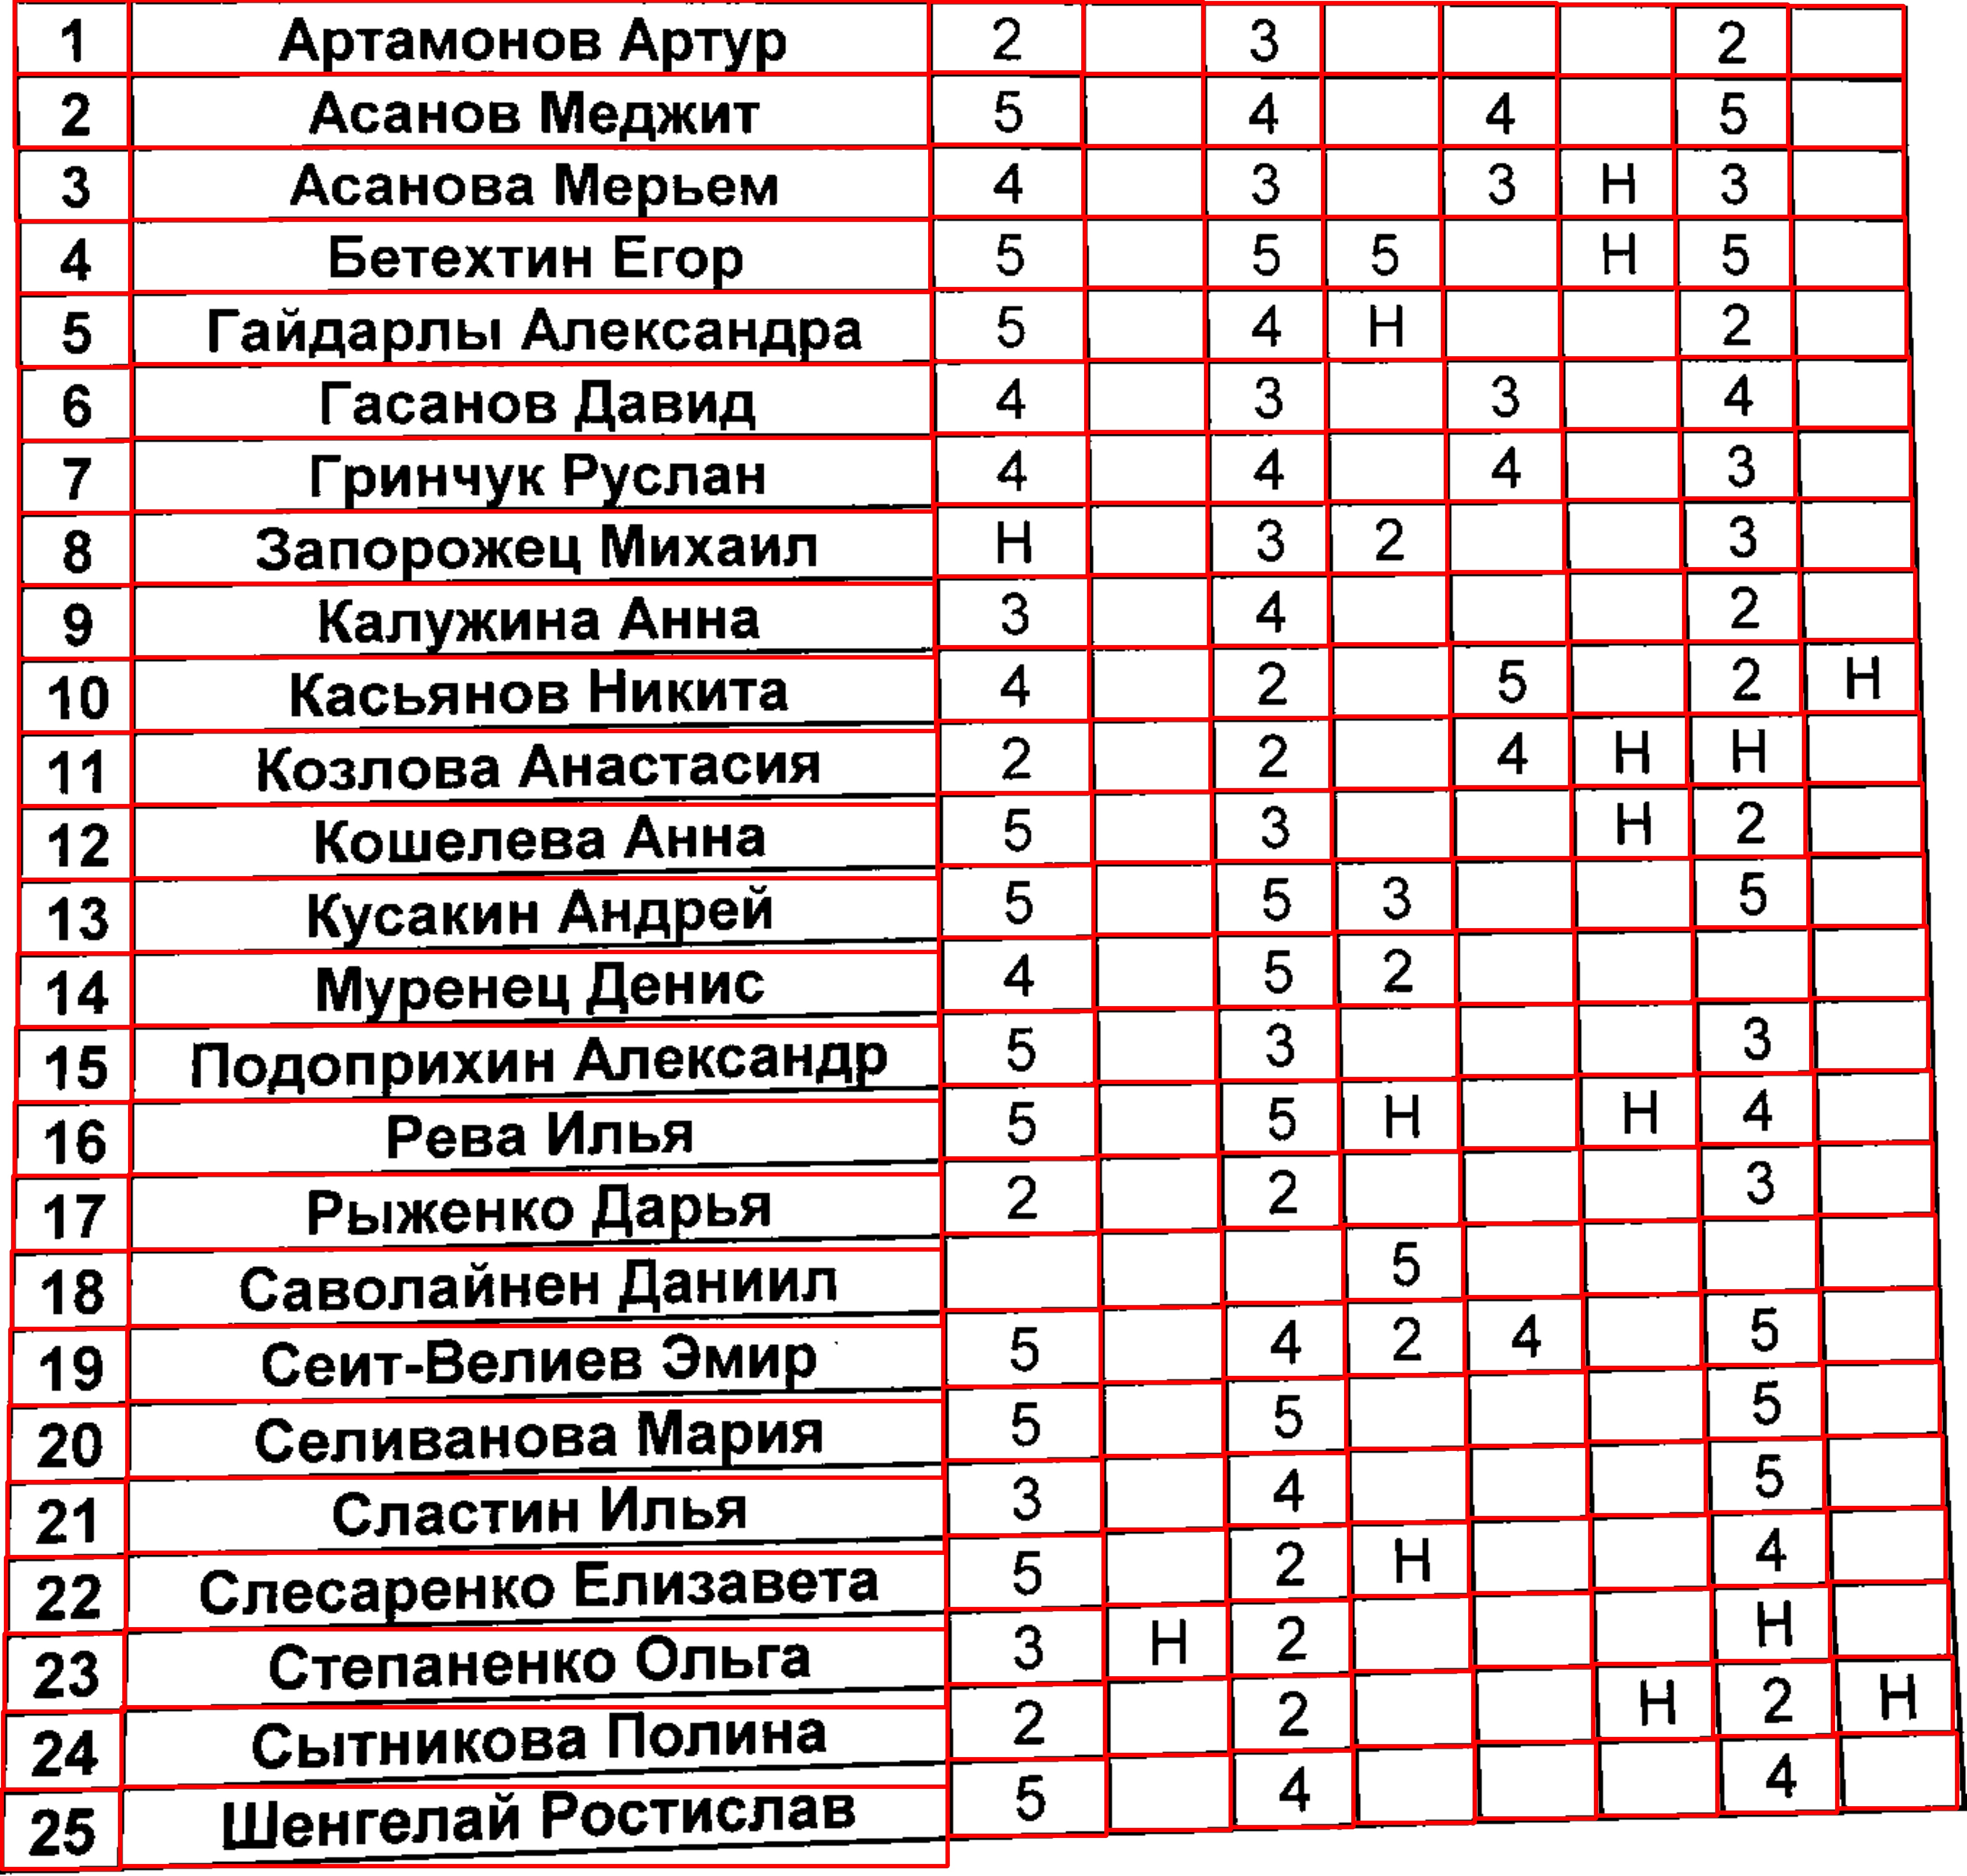 1 Артамонов Артур 2 3 2
2 Асанов Меджит 5 4 4 5
3 Асанова Мерьем 4 3 3 Н 3
4 Бетехтин Егор 5 5 5 Н 5
5 Гайдарлы Александра 5 4 Н 2
6 Гасанов Давид 4 3 3 4
7 Гринчук Руслан 4 4 4 3
8 Запорожец Михаил Н 3 2 3
9 Калужина Анна 3 4 2
10 Касьянов Никита 4 2 5 2 Н
11 Козлова Анастасия 2 2 4 Н Н
12 Кошелева Анна 5 3 Н 2
13 Кусакин Андрей 5 5 3 5
14 Муренец Денис 4 5 2
15 Подоприхин Александр 5 3 3
16 Рева Илья 5 5 Н Н 4
17 Рыженко Дарья 2 2 3
18 Саволайнен Даниил 5
19 Сеит-Велиев Эмир 5 4 2 4 5
20 Селиванова Мария 5 5 5
21 Сластин Илья 3 4 5
22 Слесаренко Елизавета 5 2 Н 4
23 Степаненко Ольга 3 Н 2 Н
24 Сытникова Полина 2 2 Н 2 Н
25 Шенгелай Ростислав 5 4 4